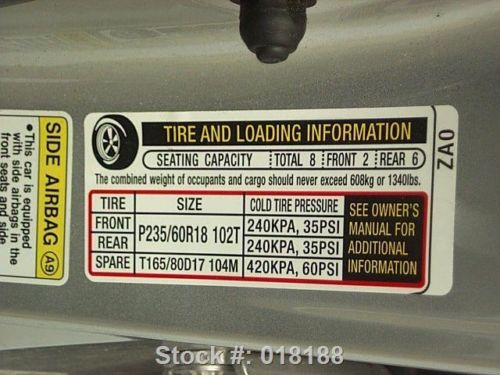 SIDE AIRBAG A9
● This car is equipped
with side airbags in the
front seats and side
TIRE AND LOADING INFORMATION
SEATING CAPACITY TOTAL 8 FRONT 2 REAR 6
The combined weight of occupants and cargo should never exceed 608kg or 1340lbs.
TIRE SIZE COLD TIRE PRESSURE SEE OWNER'S MANUAL FOR ADDITIONAL INFORMATION
FRONT P235/60R18 102T 240KPA, 35PSI
REAR 240KPA, 35PSI
SPARE T165/80D17 104M 420KPA, 60PSI
ZA0
Stock #: 018188